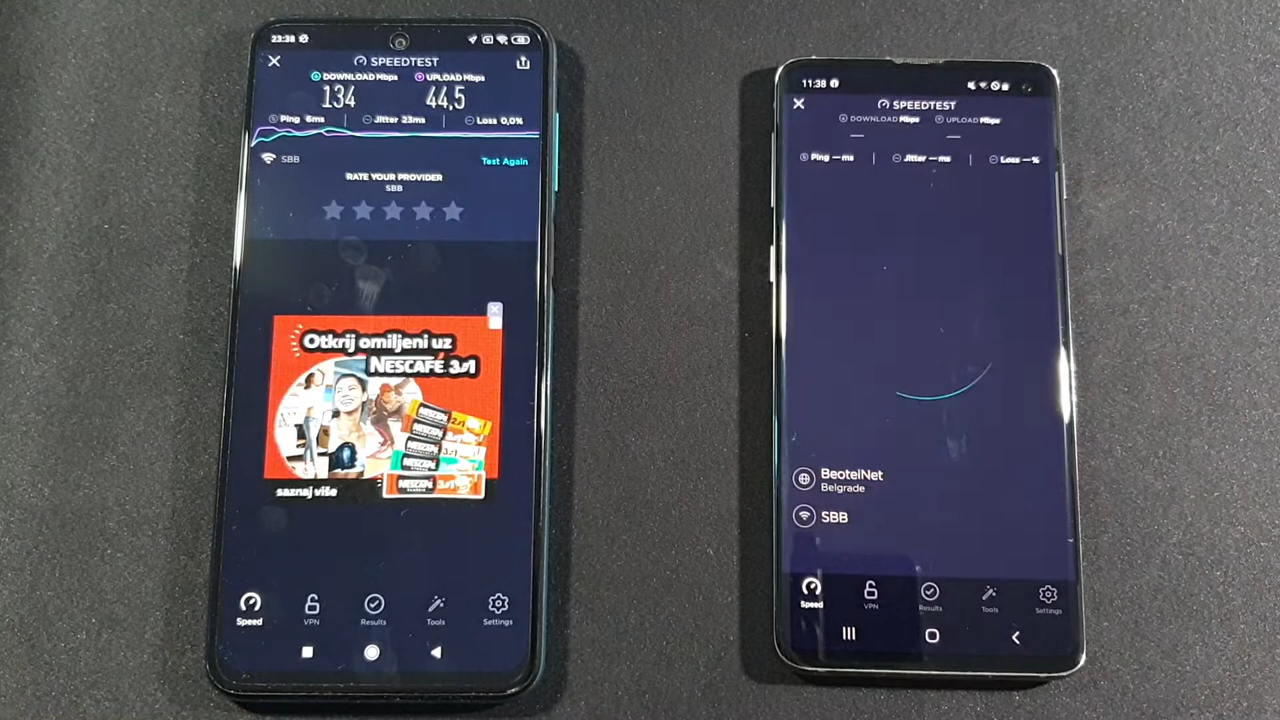 23:38
48
SPEEDTEST
DOWNLOAD Mbps
UPLOAD Mbps
134
44,5
Ping 6ms
Jitter 23ms
Loss 0,0%
SBB
Test Again
RATE YOUR PROVIDER
SBB
Otkrij omiljeni uz
NESCAFÉ 3in1
saznaj više
Speed
VPN
Results
Tools
Settings
11:38
SPEEDTEST
DOWNLOAD Mbps
UPLOAD Mbps
— —
Ping — ms
Jitter — ms
Loss — %
BeotelNet
Belgrade
SBB
Speed
VPN
Results
Tools
Settings